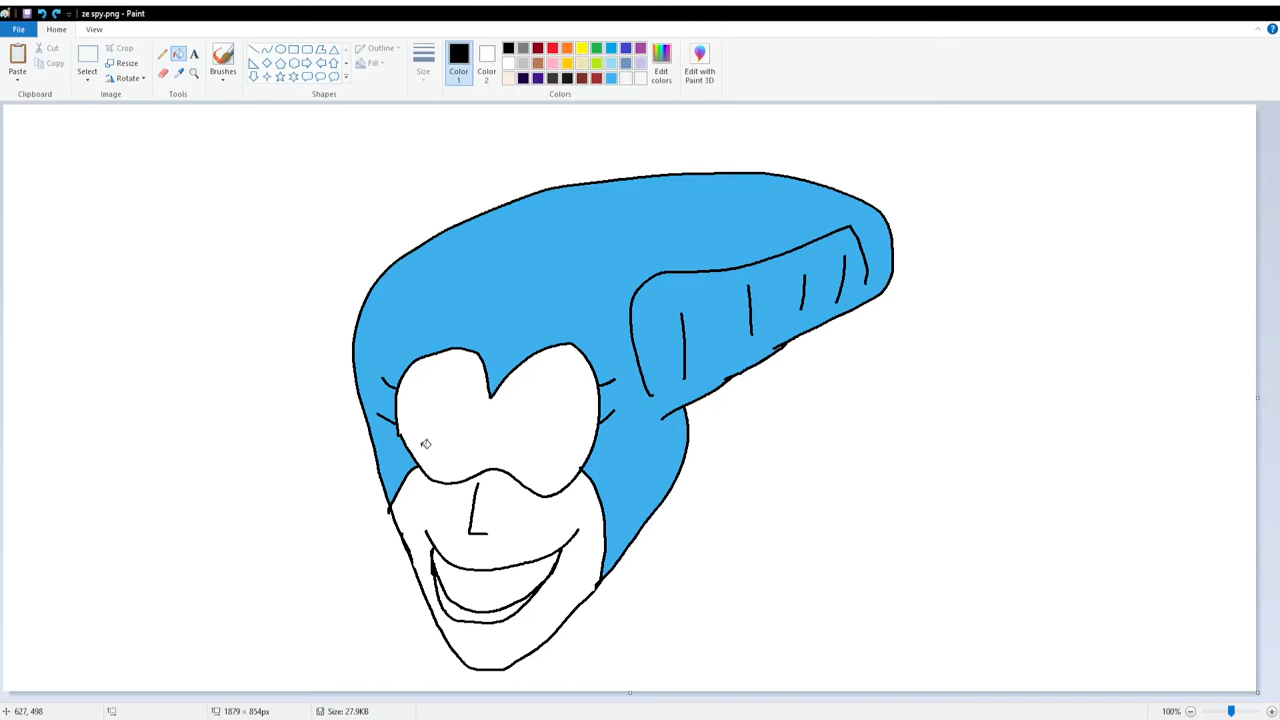 ze spy.png - Paint
File Home View
Paste
Cut
Copy
Clipboard
Select
Crop
Resize
Rotate
Image
A
Tools
Brushes
Outline
Fill
Shapes
Size
Color
1
Color
2
Edit
colors
Colors
Edit with
Paint 3D
627, 498
1879 × 854px
Size: 27.9KB
100%